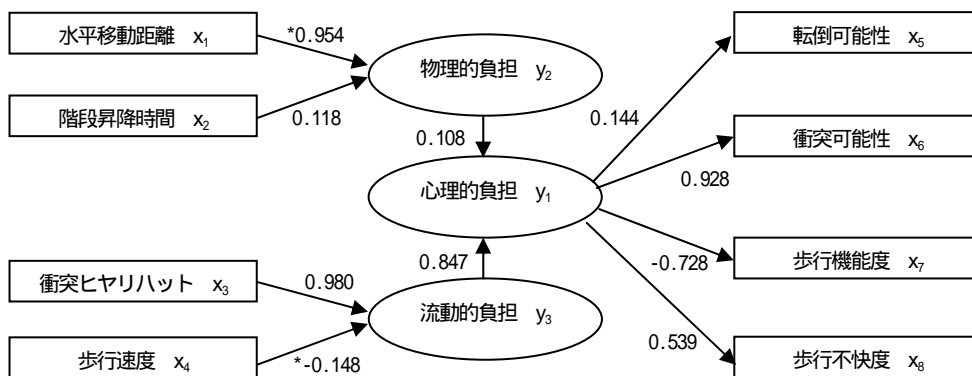 水平移動距離 x₁
*0.954
物理的負担 y₂
階段昇降時間 x₂
0.118
0.108
心理的負担 y₁
0.847
衝突ヒヤリハット x₃
0.980
流動的負担 y₃
歩行速度 x₄
*-0.148
転倒可能性 x₅
0.144
衝突可能性 x₆
0.928
歩行機能度 x₇
-0.728
歩行不快度 x₈
0.539